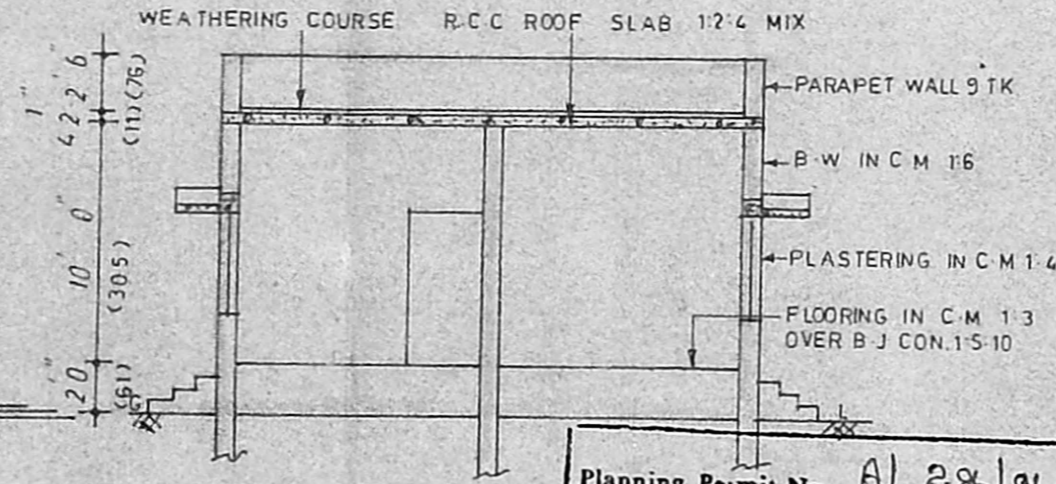 WEATHERING COURSE R.C.C ROOF SLAB 1:2:4 MIX
2' 6"
(76)
(11)
PARAPET WALL 9" TK
B.W IN C M 1:6
10' 0"
(305)
PLASTERING IN C.M 1:4
FLOORING IN C.M 1:3
OVER B.J CON. 1:5:10
2' 0"
(61)
Planning Permit
A/